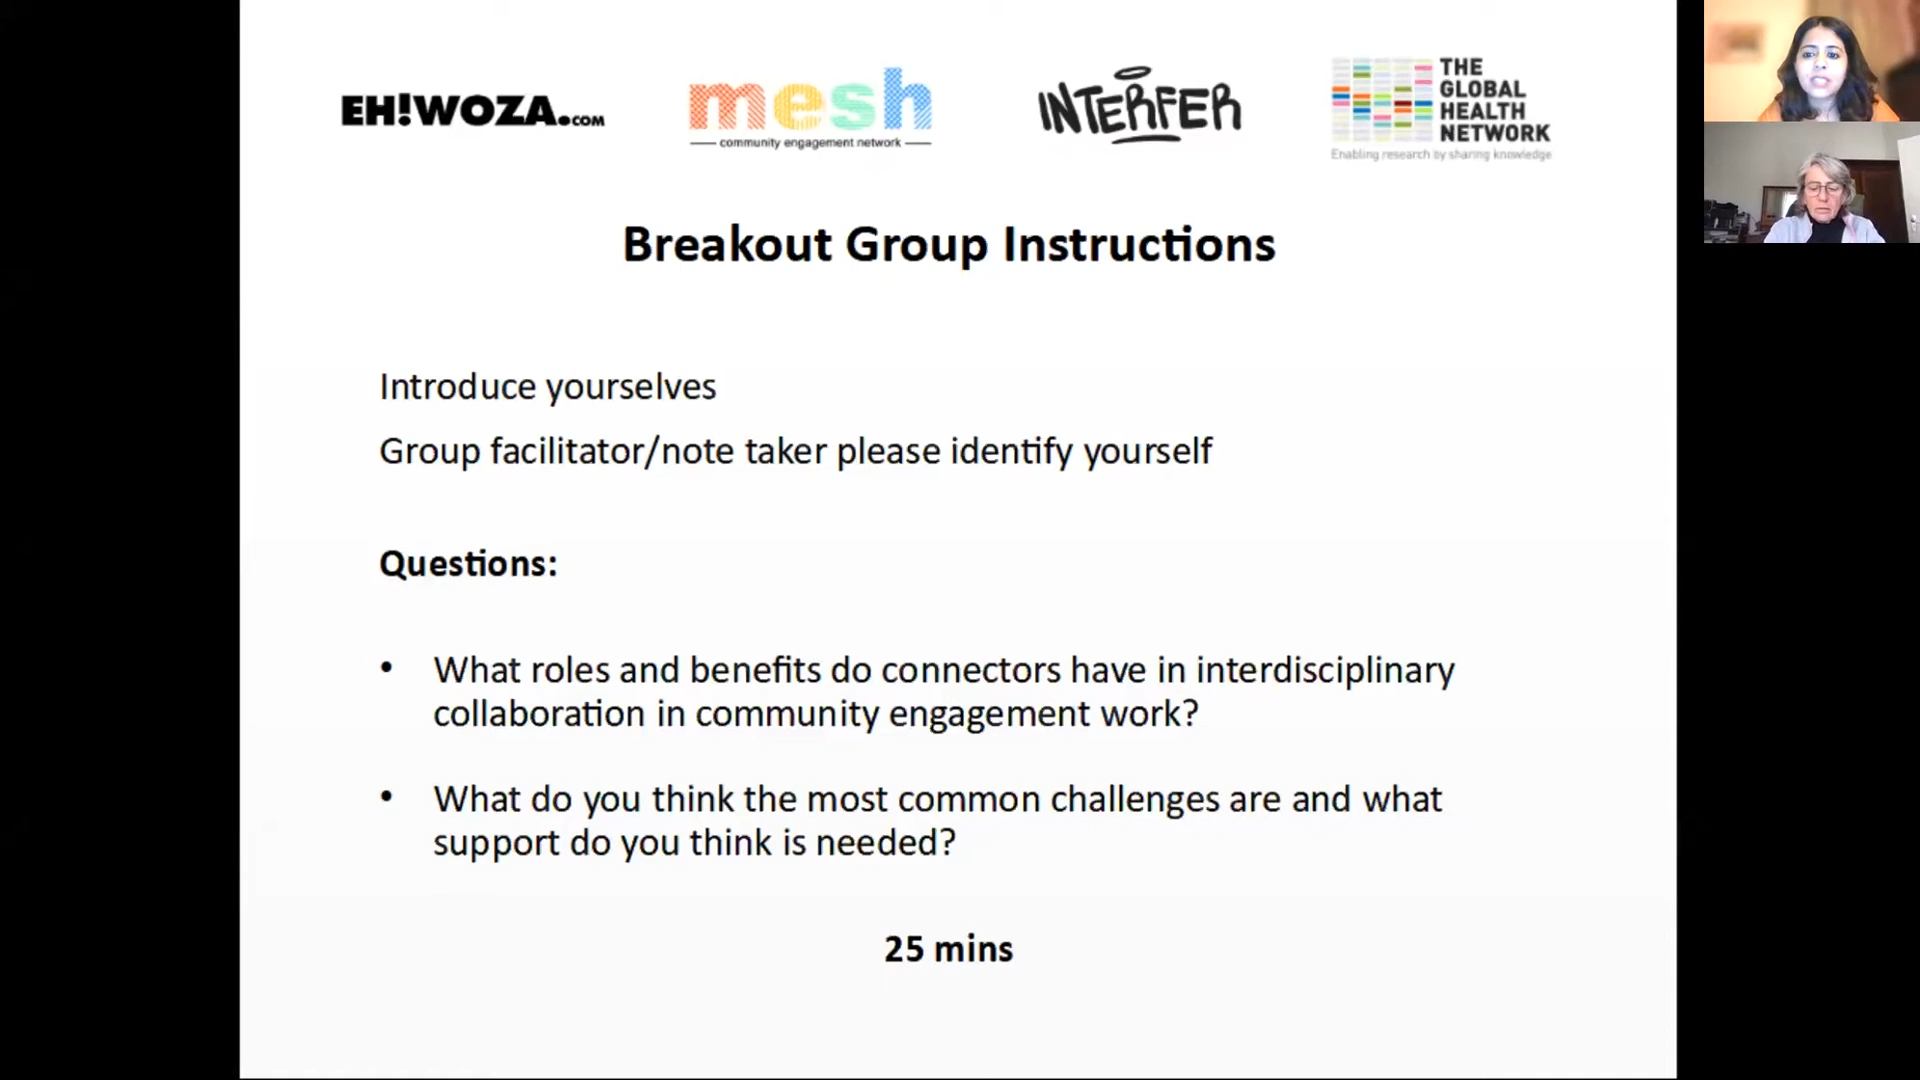 EH!WOZA.COM
mesh
community engagement network
INTERFER
THE
GLOBAL
HEALTH
NETWORK
Enabling research by sharing knowledge
Breakout Group Instructions
Introduce yourselves
Group facilitator/note taker please identify yourself
Questions:
• What roles and benefits do connectors have in interdisciplinary
collaboration in community engagement work?
• What do you think the most common challenges are and what
support do you think is needed?
25 mins